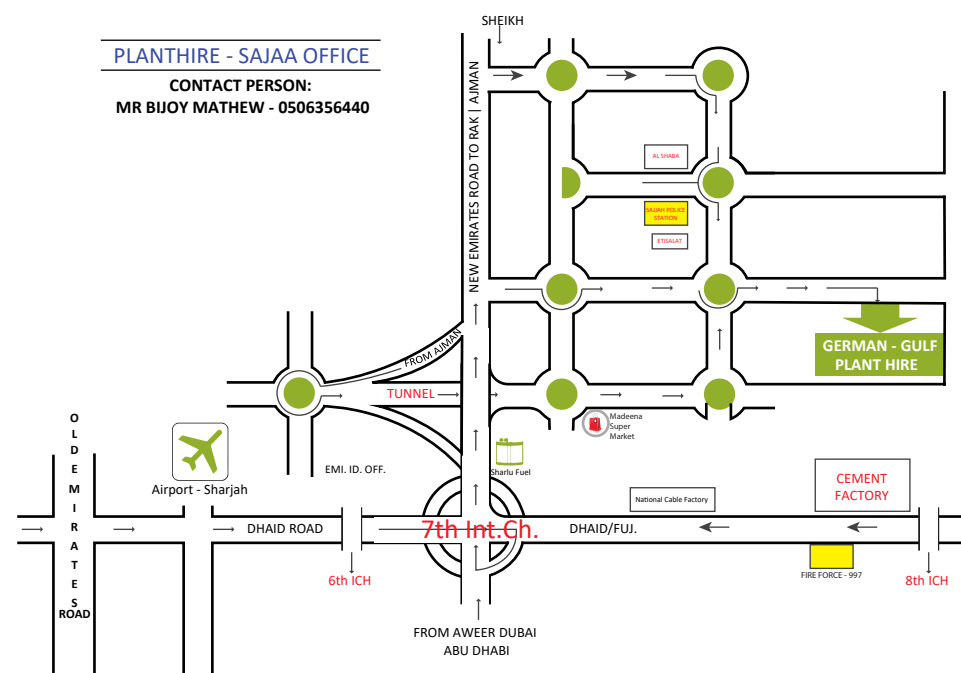 SHEIKH
PLANTHIRE - SAJAA OFFICE
CONTACT PERSON:
MR BIJOY MATHEW - 0506356440
NEW EMIRATES ROAD TO RAK | AJMAN
AL SHABA
SAJJAH POLICE
STATION
ETISALAT
GERMAN - GULF
PLANT HIRE
FROM AJMAN
TUNNEL
Madeena
Super
Market
OLD EMIRATES
ROAD
Airport - Sharjah
EMI. ID. OFF.
Sharlu Fuel
National Cable Factory
CEMENT
FACTORY
DHAID ROAD
7th Int.Ch.
DHAID/FUJ.
6th ICH
FIRE FORCE - 997
8th ICH
FROM AWEER DUBAI
ABU DHABI